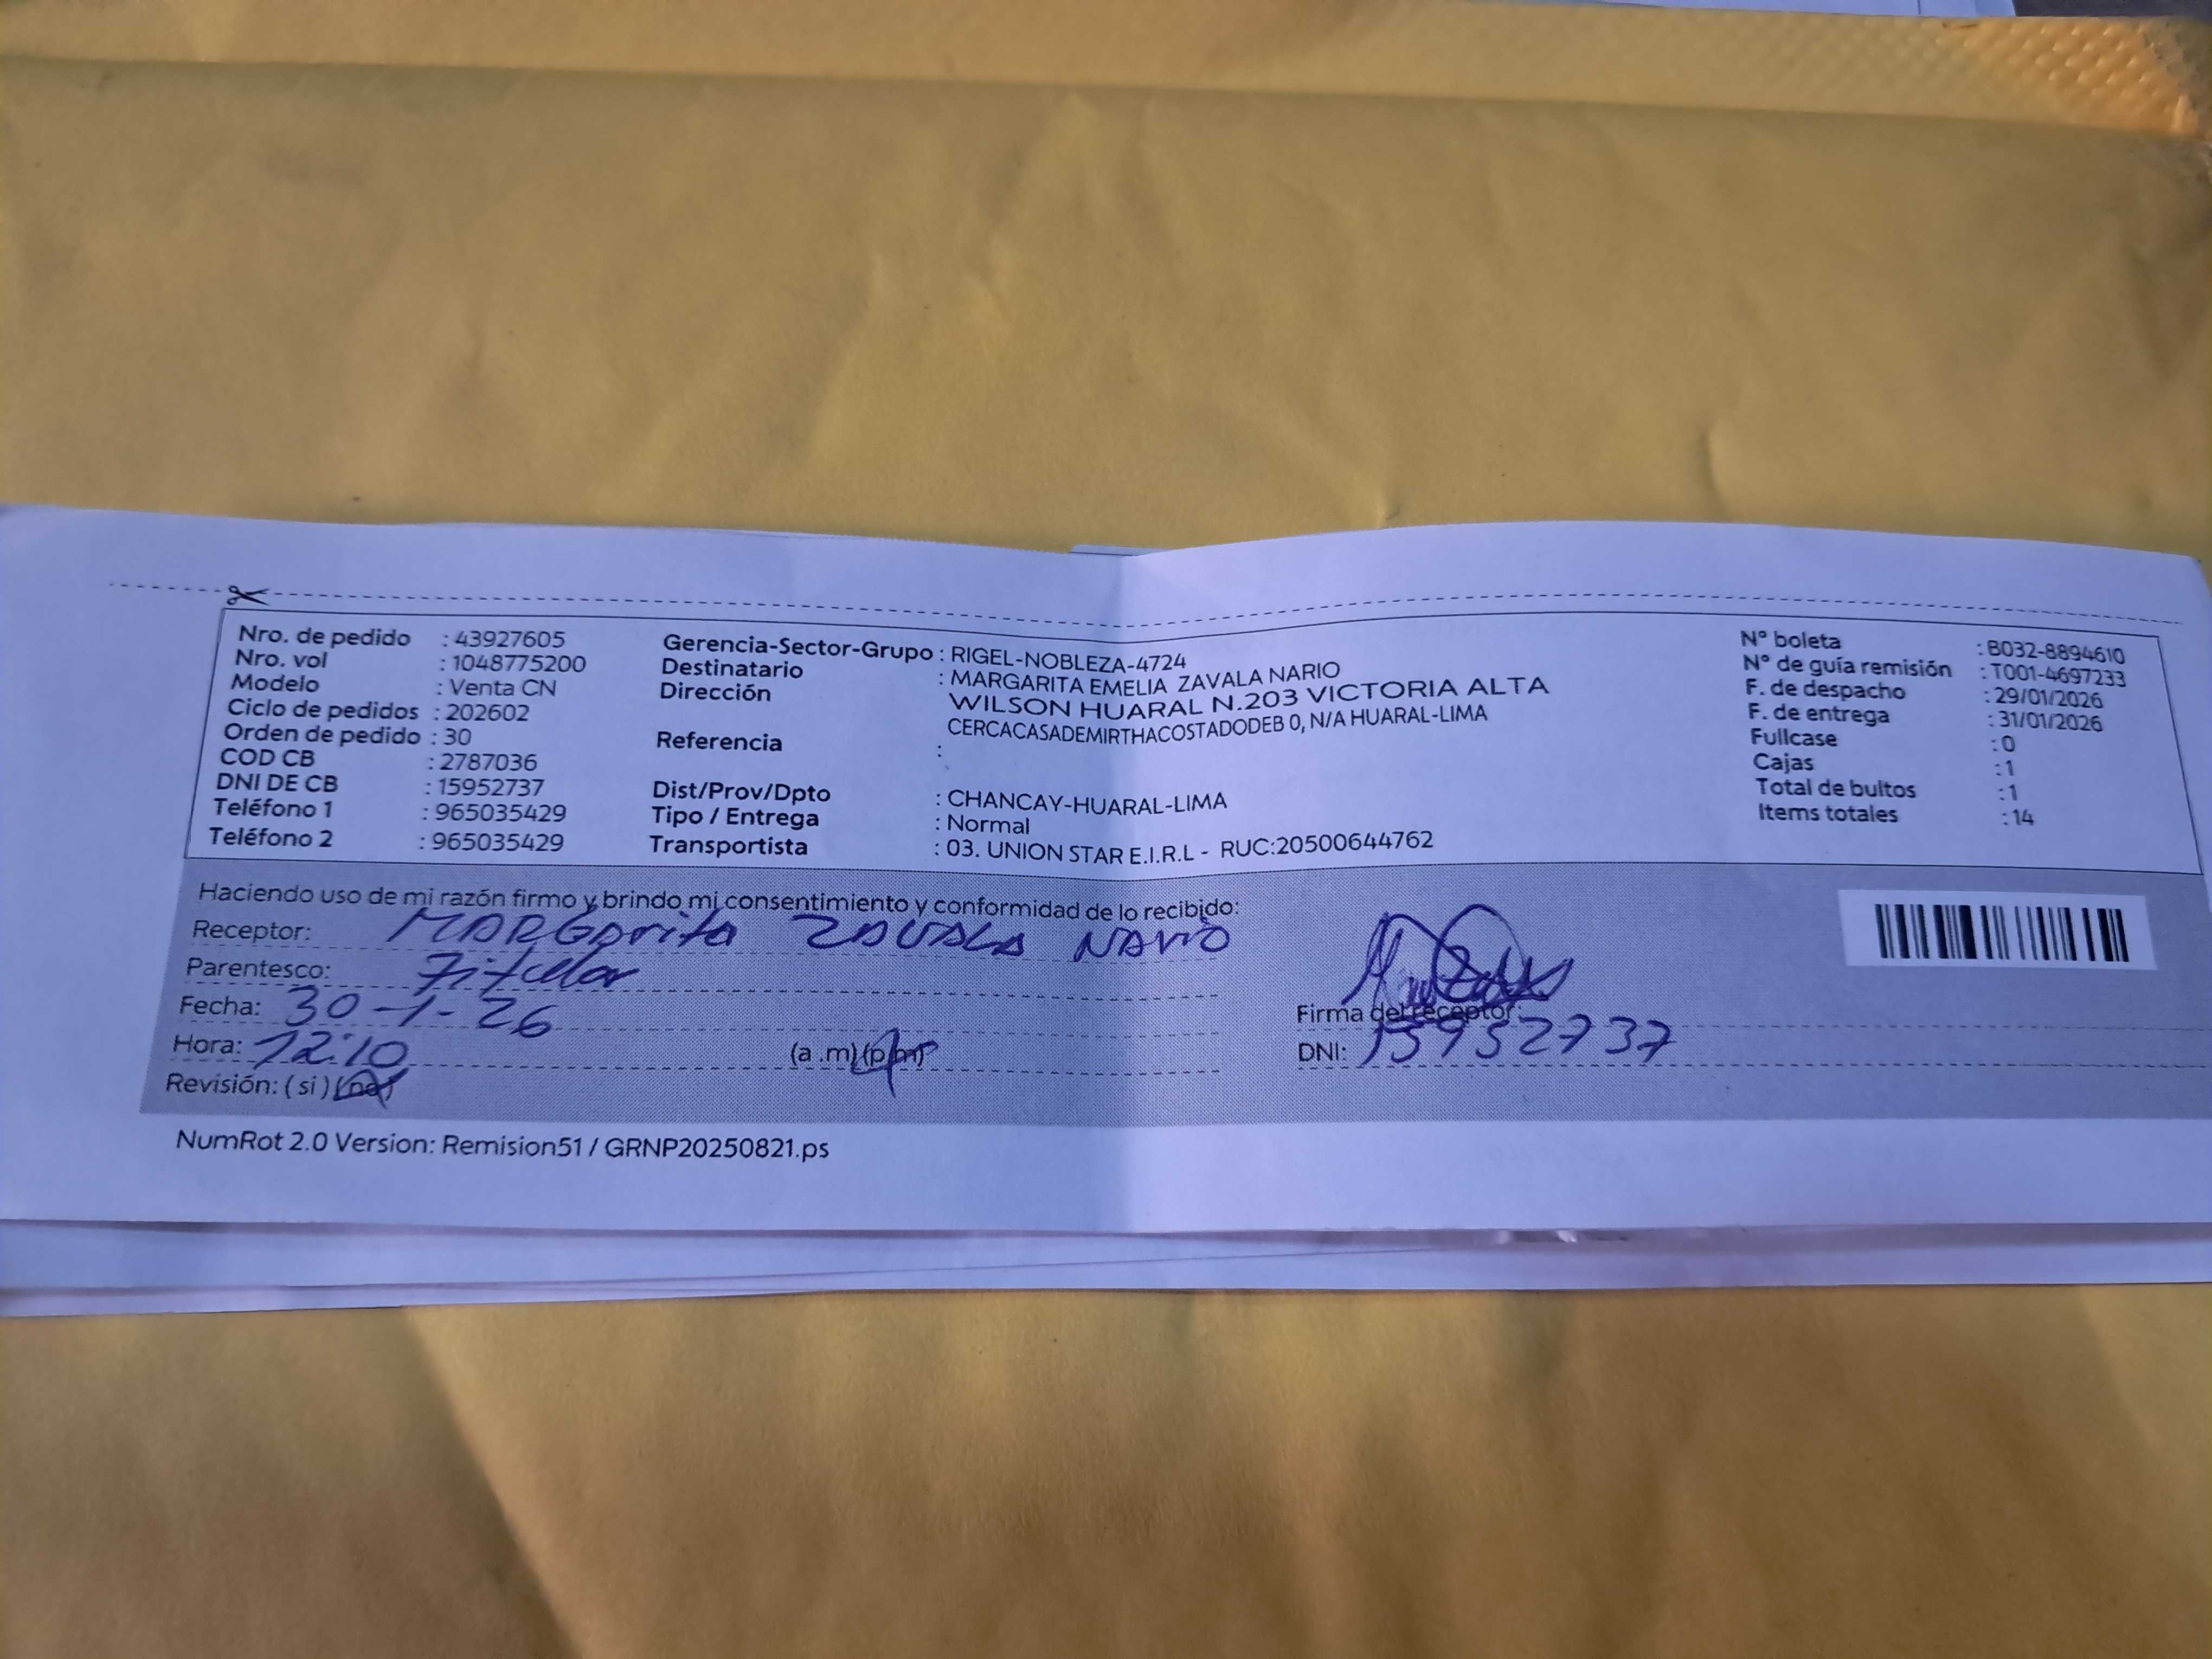 Nro. de pedido : 43927605
Nro. vol : 1048775200
Modelo : Venta CN
Ciclo de pedidos : 202602
Orden de pedido : 30
COD CB : 2787036
DNI DE CB : 15952737
Teléfono 1 : 965035429
Teléfono 2 : 965035429
Gerencia-Sector-Grupo : RIGEL-NOBLEZA-4724
Destinatario : MARGARITA EMELIA ZAVALA NARIO
Dirección WILSON HUARAL N.203 VICTORIA ALTA
CERCACASADEMIRTHACOSTADODEB 0, N/A HUARAL-LIMA
Referencia :
Dist/Prov/Dpto : CHANCAY-HUARAL-LIMA
Tipo / Entrega : Normal
Transportista : 03. UNION STAR E.I.R.L - RUC:20500644762
N° boleta : B032-8894610
N° de guía remisión : T001-4697233
F. de despacho : 29/01/2026
F. de entrega : 31/01/2026
Fullcase : 0
Cajas : 1
Total de bultos : 1
Items totales : 14
Haciendo uso de mi razón firmo y brindo mi consentimiento y conformidad de lo recibido:
Receptor: MARGarita ZAVALA NARIO
Parentesco: Titular
Fecha: 30-1-26
Hora: 12:10 (a.m) (p.m)
Revisión: (si) (no)
Firma del receptor:
DNI: 15952737
NumRot 2.0 Version: Remision51 / GRNP20250821.ps